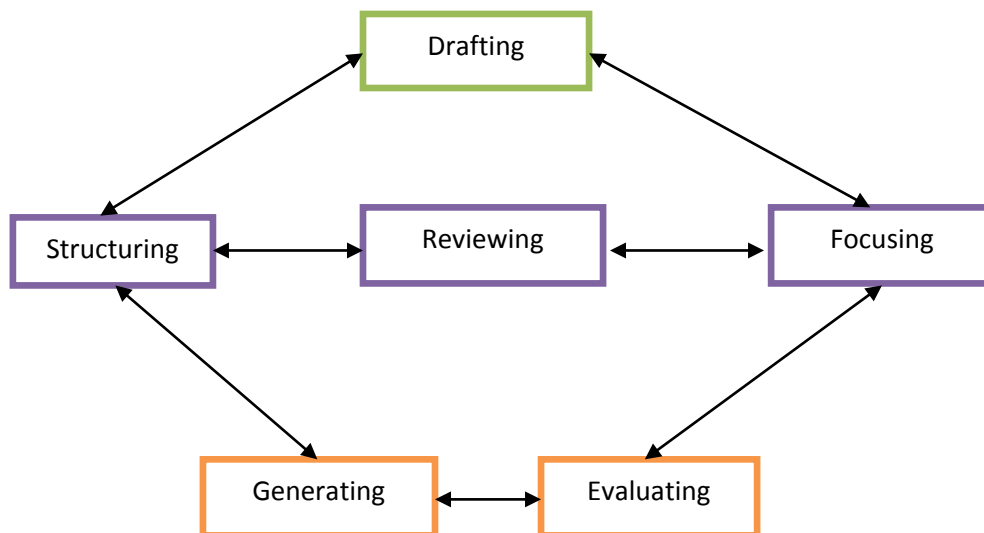 Drafting
Structuring
Reviewing
Focusing
Generating
Evaluating